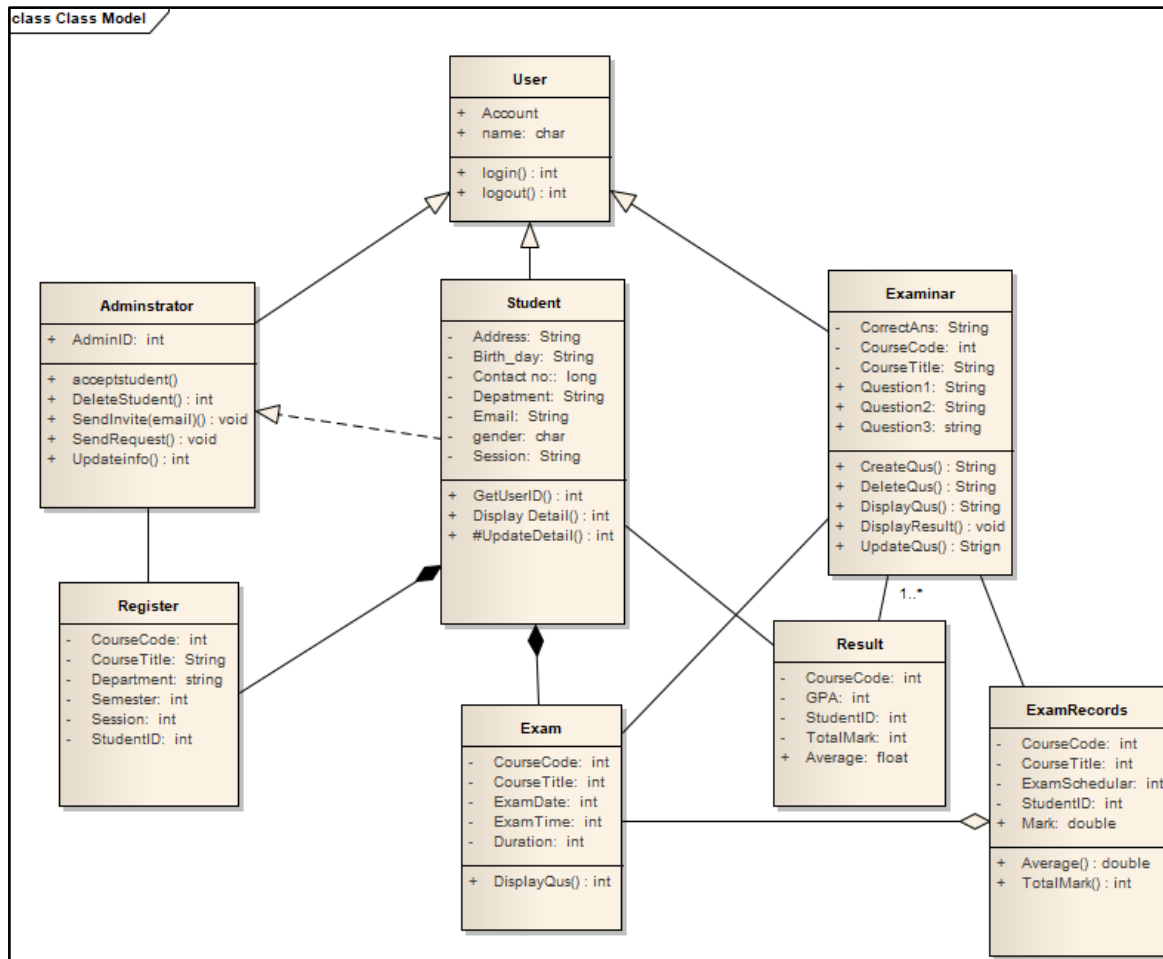 class Class Model
User
+ Account
+ name: char
+ login() : int
+ logout() : int
Adminstrator
+ AdminID: int
+ acceptstudent()
+ DeleteStudent() : int
+ SendInvite(email)() : void
+ SendRequest() : void
+ Updateinfo() : int
Student
- Address: String
- Birth_day: String
- Contact no:: long
- Depatment: String
- Email: String
- gender: char
- Session: String
+ GetUserID() : int
+ Display Detail() : int
+ #UpdateDetail() : int
Examinar
- CorrectAns: String
- CourseCode: int
- CourseTitle: String
+ Question1: String
+ Question2: String
+ Question3: string
+ CreateQus() : String
+ DeleteQus() : String
+ DisplayQus() : String
+ DisplayResult() : void
+ UpdateQus() : Strign
1..*
Register
- CourseCode: int
- CourseTitle: String
- Department: string
- Semester: int
- Session: int
- StudentID: int
Result
- CourseCode: int
- GPA: int
- StudentID: int
- TotalMark: int
+ Average: float
Exam
- CourseCode: int
- CourseTitle: int
- ExamDate: int
- ExamTime: int
- Duration: int
+ DisplayQus() : int
ExamRecords
- CourseCode: int
- CourseTitle: int
- ExamSchedular: int
- StudentID: int
+ Mark: double
+ Average() : double
+ TotalMark() : int